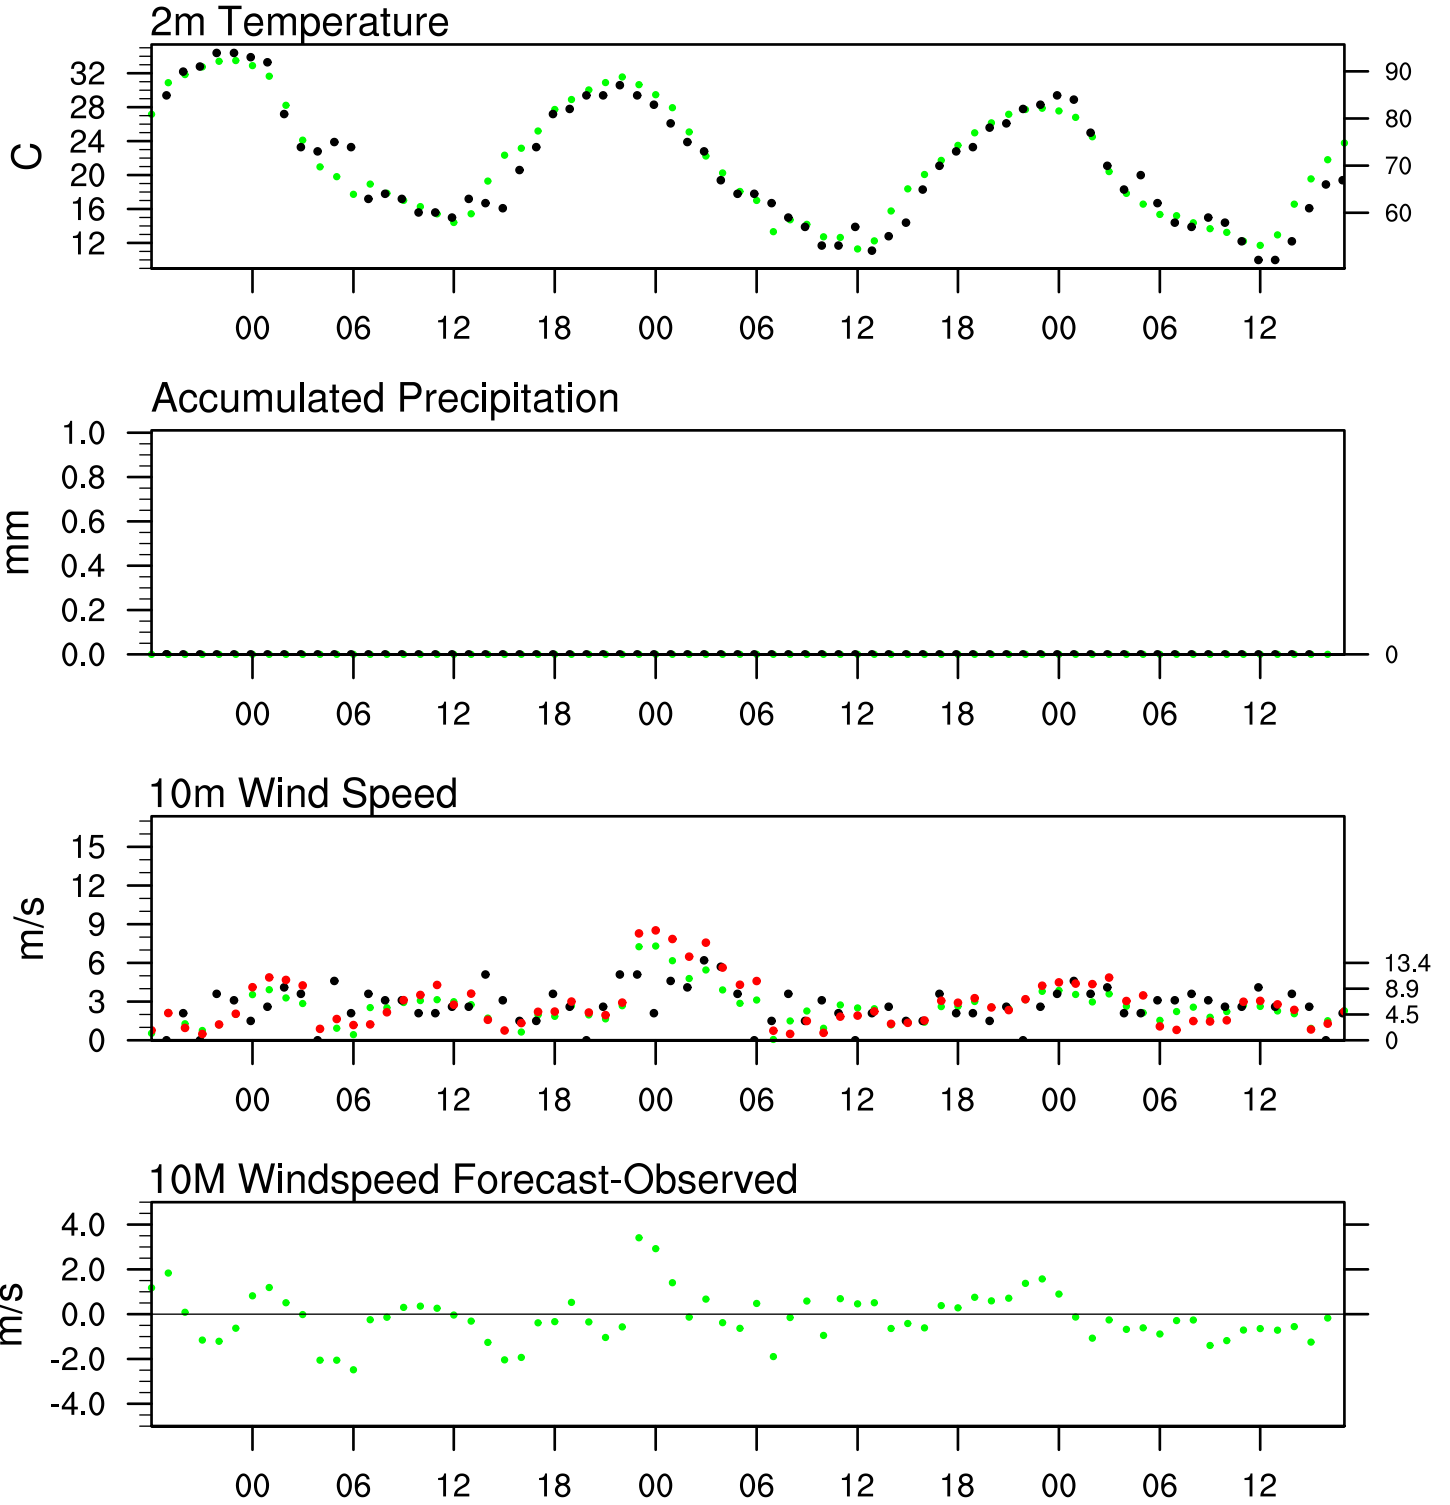 2m Temperature
32
28
24
20
16
12
C
90
80
70
60
00 06 12 18 00 06 12 18 00 06 12
Accumulated Precipitation
1.0
0.8
0.6
0.4
0.2
0.0
mm
0
00 06 12 18 00 06 12 18 00 06 12
10m Wind Speed
15
12
9
6
3
0
m/s
13.4
8.9
4.5
0
00 06 12 18 00 06 12 18 00 06 12
10M Windspeed Forecast-Observed
4.0
2.0
0.0
-2.0
-4.0
m/s
00 06 12 18 00 06 12 18 00 06 12